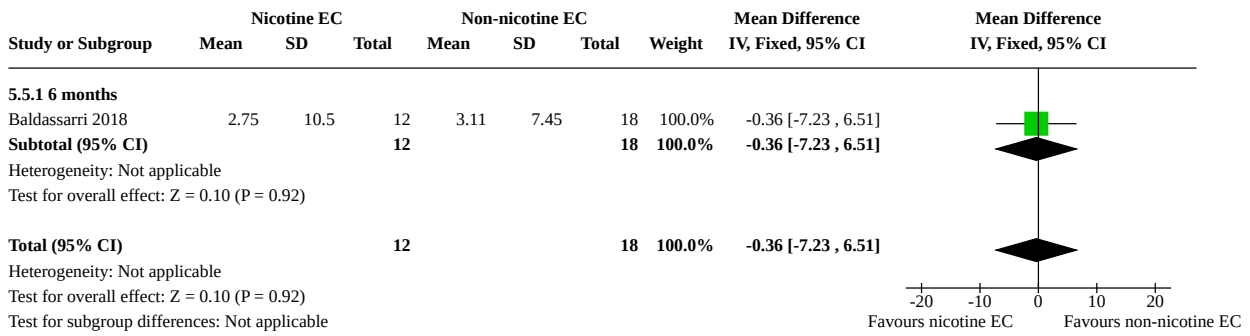 Nicotine EC Non-nicotine EC Mean Difference Mean Difference
Study or Subgroup Mean SD Total Mean SD Total Weight IV, Fixed, 95% CI IV, Fixed, 95% CI
5.5.1 6 months
Baldassarri 2018 2.75 10.5 12 3.11 7.45 18 100.0% -0.36 [-7.23 , 6.51]
Subtotal (95% CI) 12 18 100.0% -0.36 [-7.23 , 6.51]
Heterogeneity: Not applicable
Test for overall effect: Z = 0.10 (P = 0.92)
Total (95% CI) 12 18 100.0% -0.36 [-7.23 , 6.51]
Heterogeneity: Not applicable
Test for overall effect: Z = 0.10 (P = 0.92) -20 -10 0 10 20
Test for subgroup differences: Not applicable Favours nicotine EC Favours non-nicotine EC